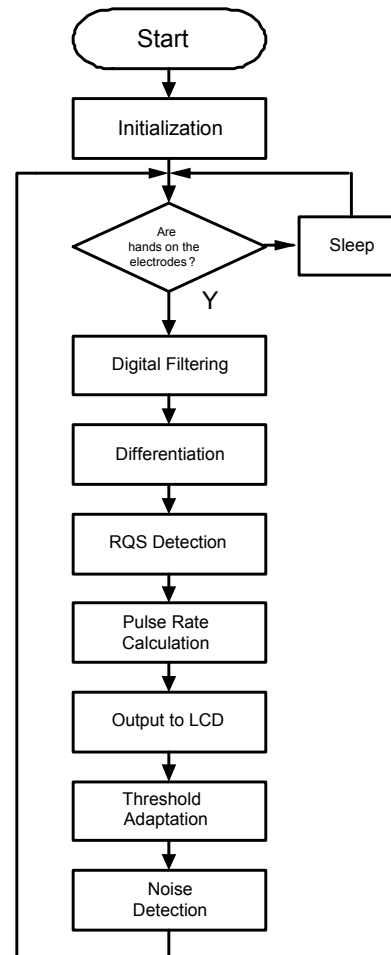 Start
Initialization
Are
hands on the
electrodes ?
Sleep
Y
Digital Filtering
Differentiation
RQS Detection
Pulse Rate
Calculation
Output to LCD
Threshold
Adaptation
Noise
Detection